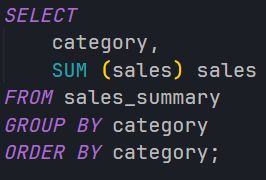 SELECT
    category,
    SUM (sales) sales
FROM sales_summary
GROUP BY category
ORDER BY category;